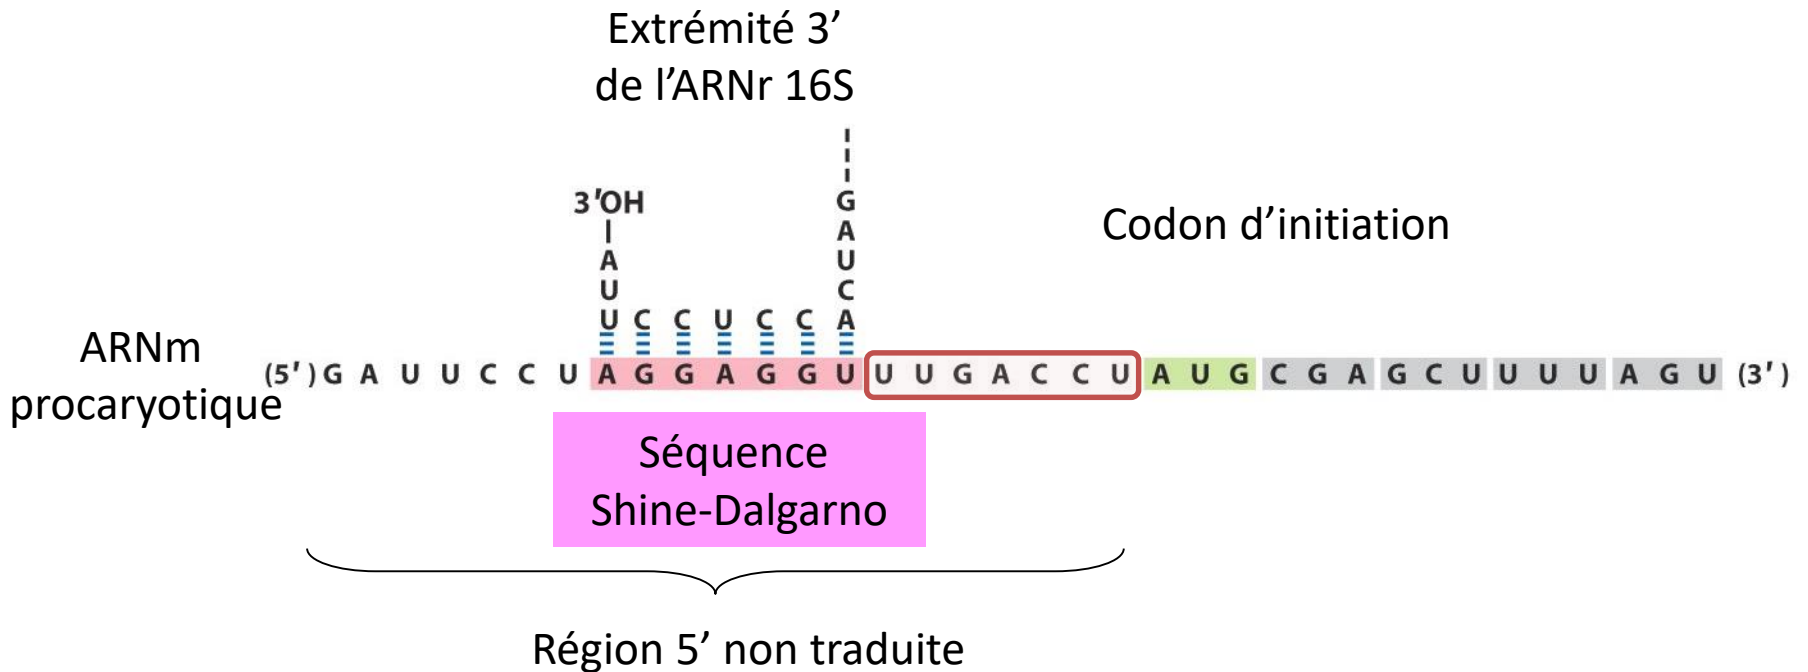 Extrémité 3’
de l’ARNr 16S
3′OH
G
A
A
U
U
C
Codon d’initiation
U C C U C C A
ARNm
procaryotique
(5′) G A U U C C U A G G A G G U U U G A C C U A U G C G A G C U U U U A G U (3′)
Séquence
Shine-Dalgarno
Région 5’ non traduite